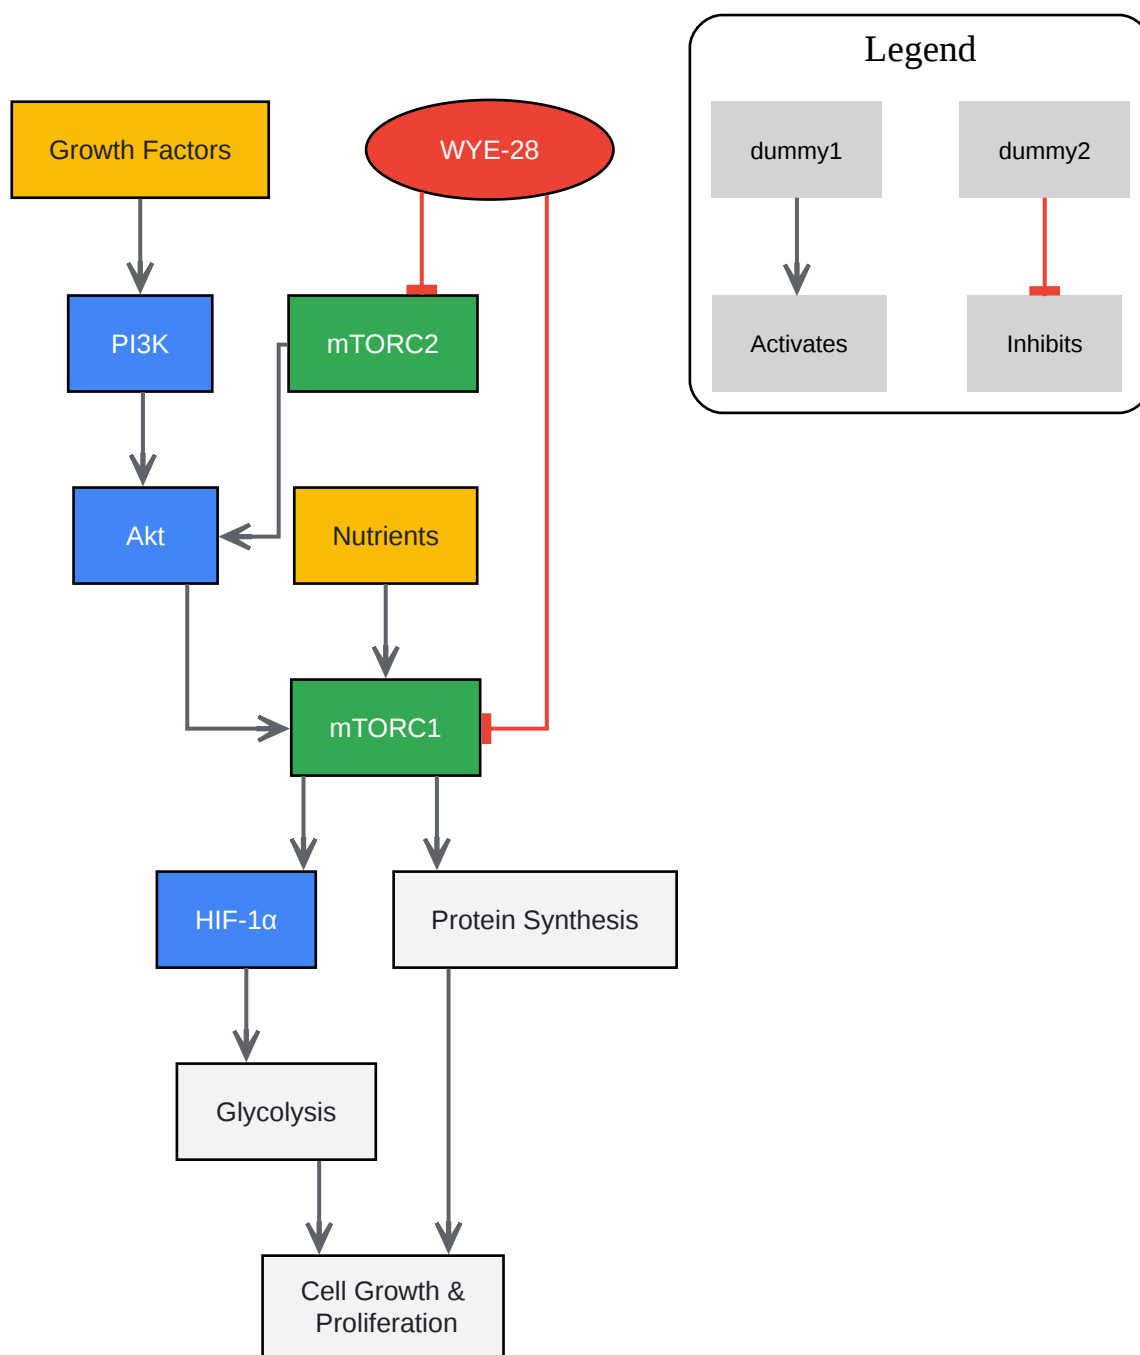 Legend
Growth Factors
WYE-28
dummy1
dummy2
PI3K
mTORC2
Activates
Inhibits
Akt
Nutrients
mTORC1
HIF-1α
Protein Synthesis
Glycolysis
Cell Growth &
Proliferation